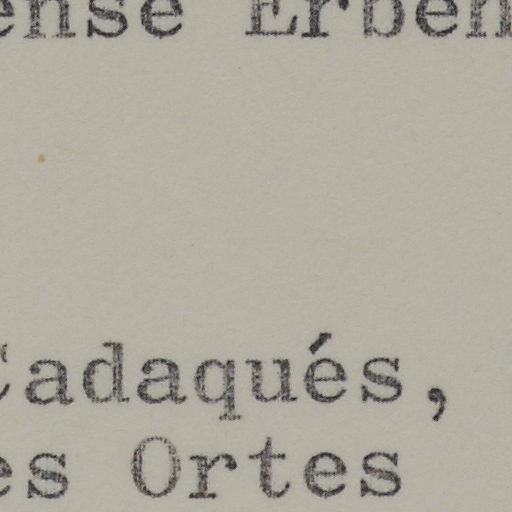 ense Erben
Cadaqués,
es Ortes